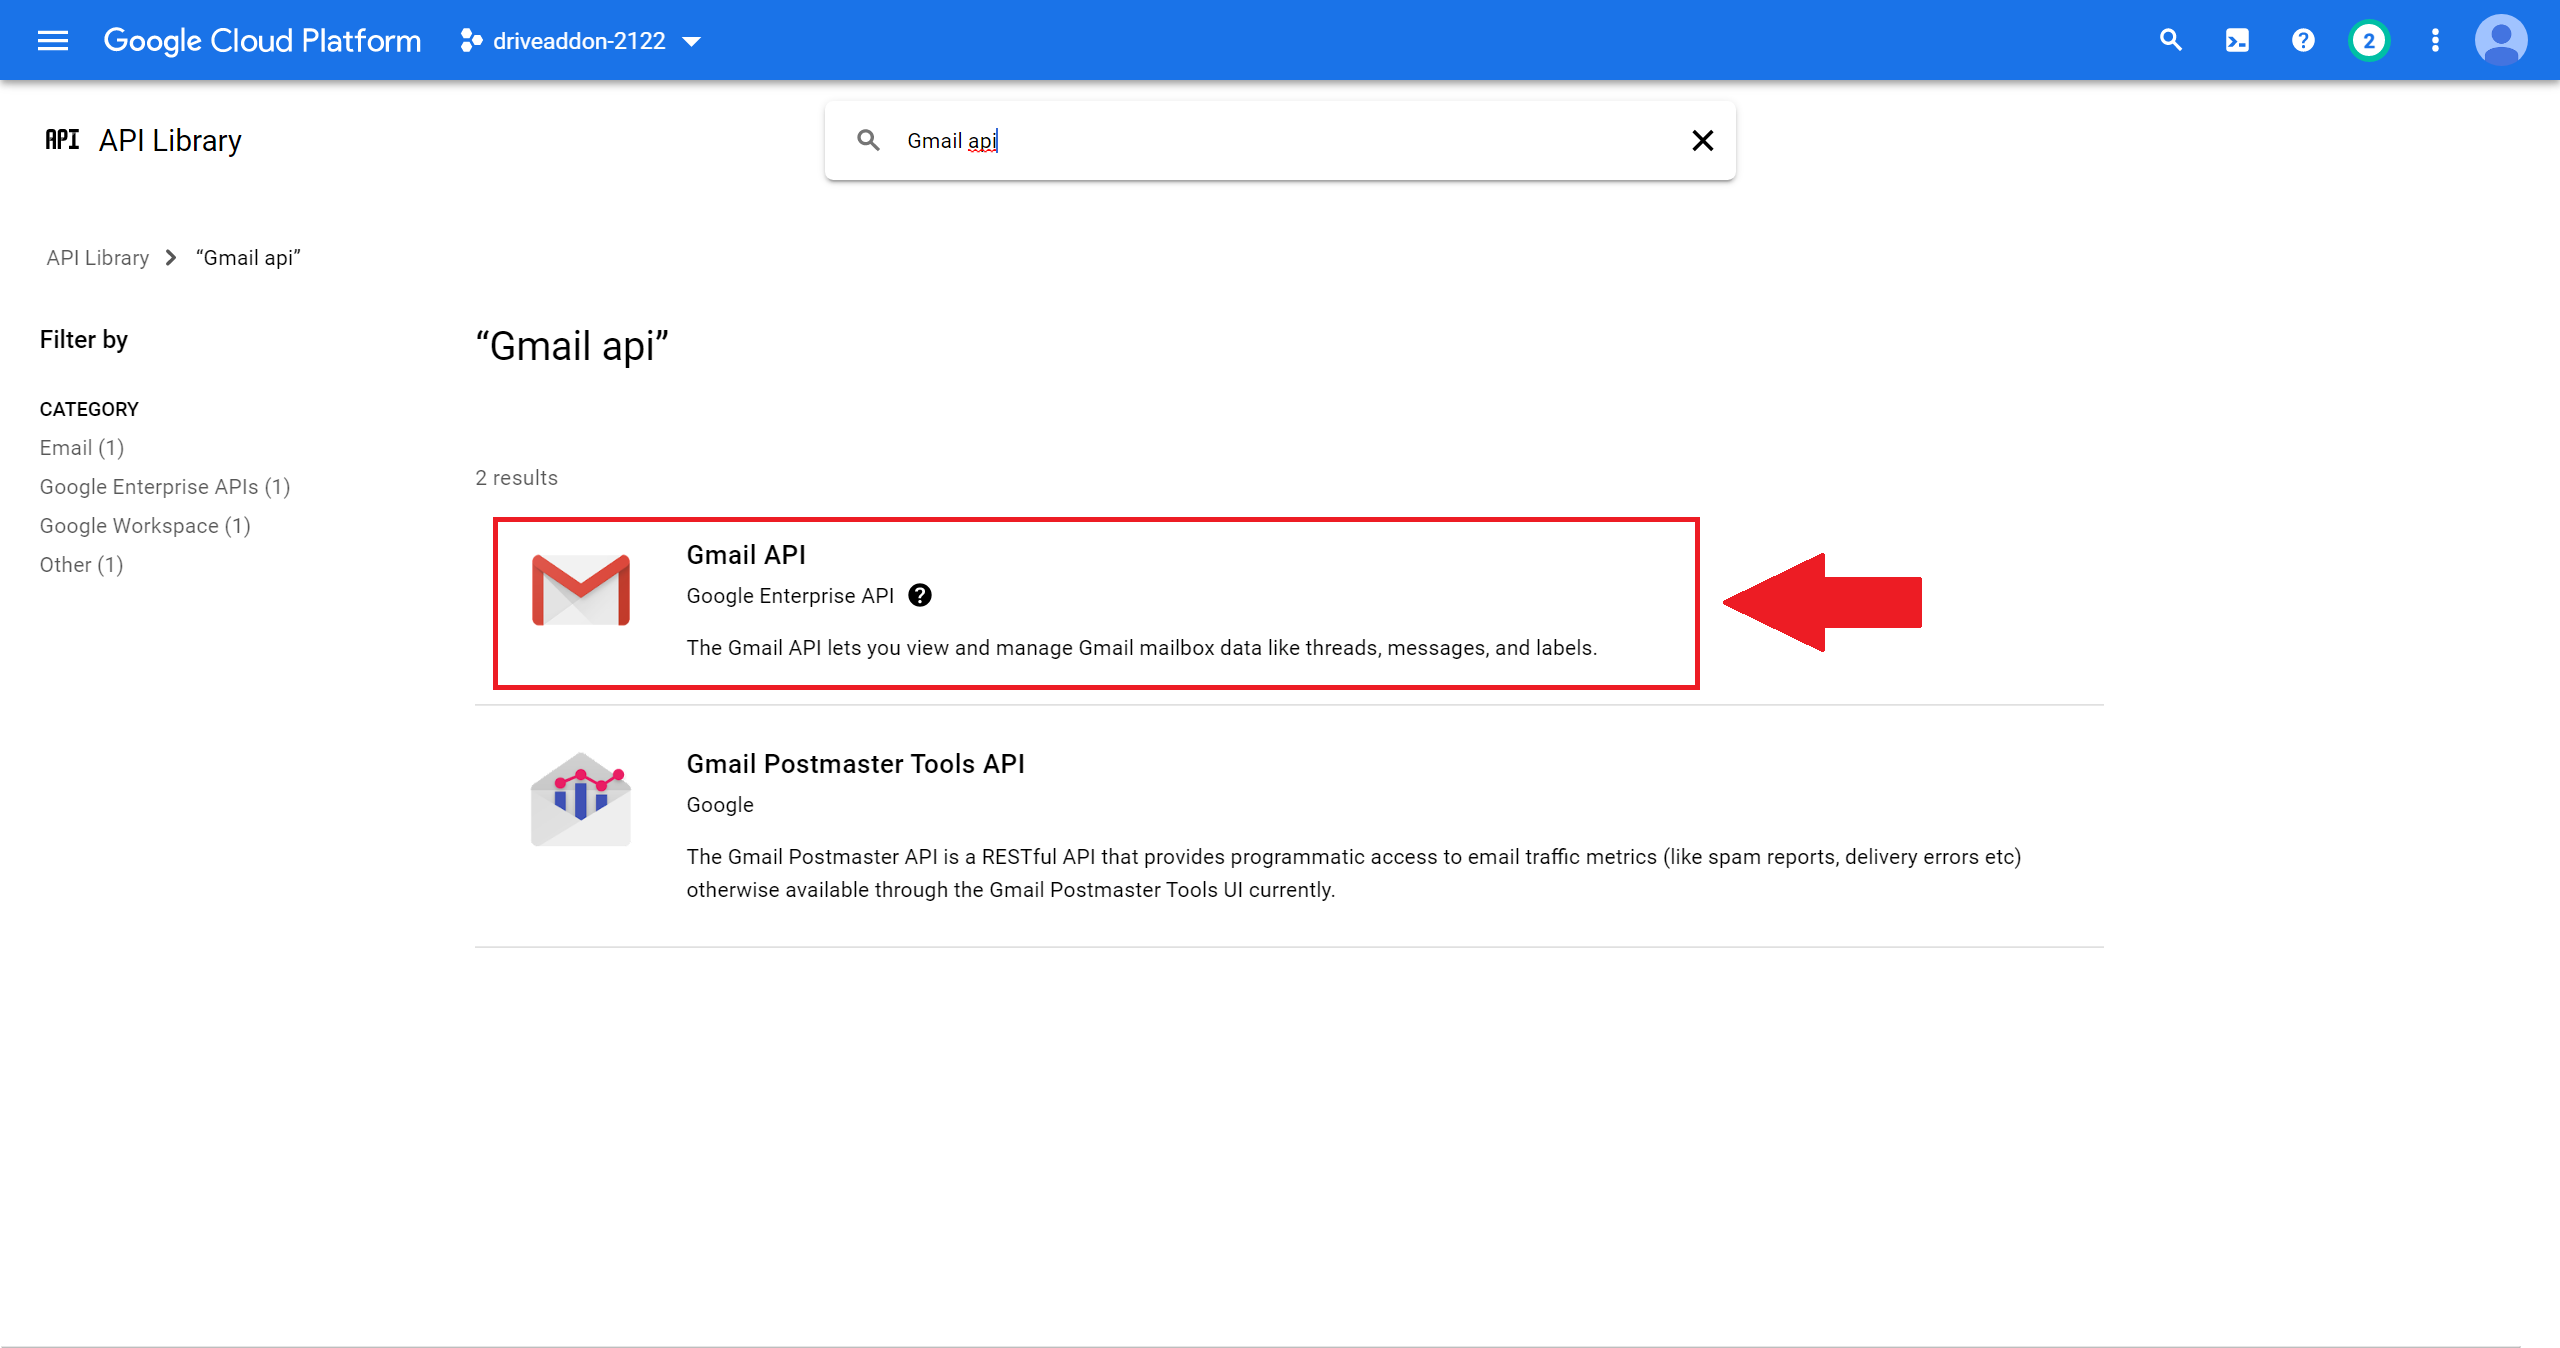 Google Cloud Platform
driveaddon-2122
2
API API Library
Gmail api
API Library
“Gmail api”
Filter by
CATEGORY
Email (1)
Google Enterprise APIs (1)
Google Workspace (1)
Other (1)
“Gmail api”
2 results
Gmail API
Google Enterprise API
The Gmail API lets you view and manage Gmail mailbox data like threads, messages, and labels.
Gmail Postmaster Tools API
Google
The Gmail Postmaster API is a RESTful API that provides programmatic access to email traffic metrics (like spam reports, delivery errors etc)
otherwise available through the Gmail Postmaster Tools UI currently.